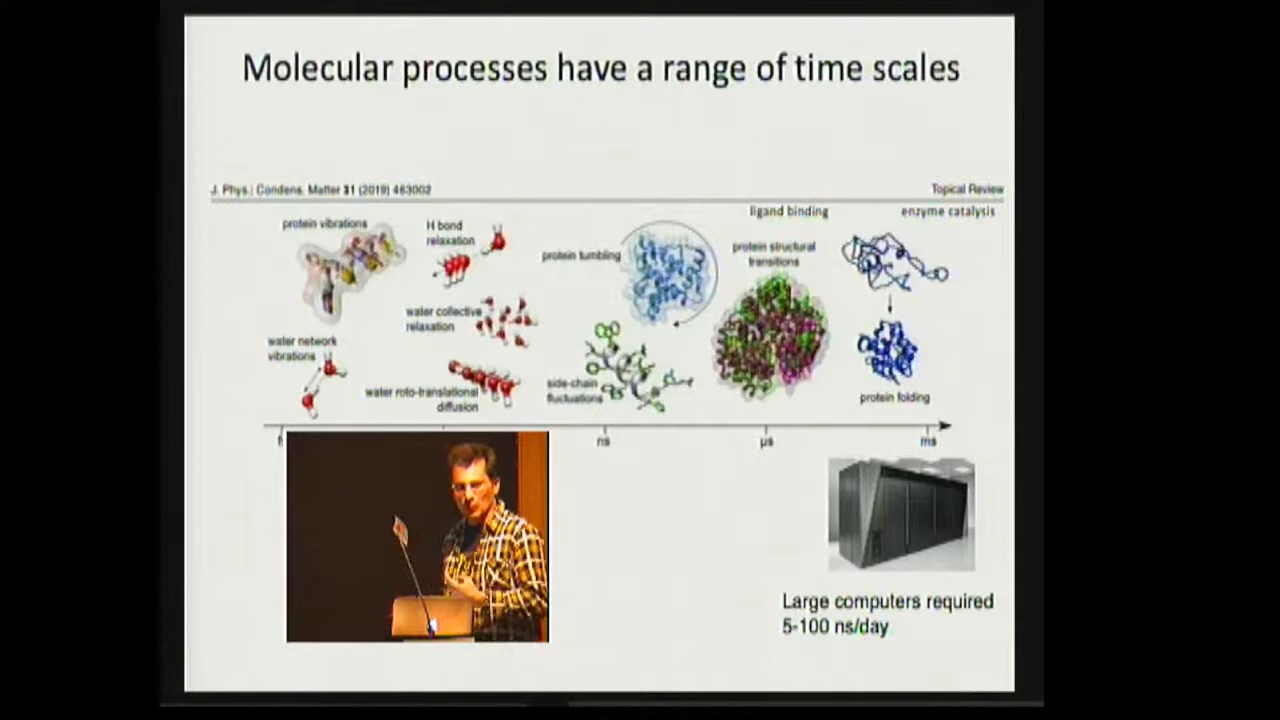 Molecular processes have a range of time scales
J. Phys.: Condens. Matter 31 (2019) 463002
Topical Review
ligand binding
enzyme catalysis
protein vibrations
H bond
relaxation
protein tumbling
protein structural
transitions
water collective
relaxation
water network
vibrations
water roto-translational
diffusion
side-chain
fluctuations
protein folding
ns
μs
ms
Large computers required
5-100 ns/day